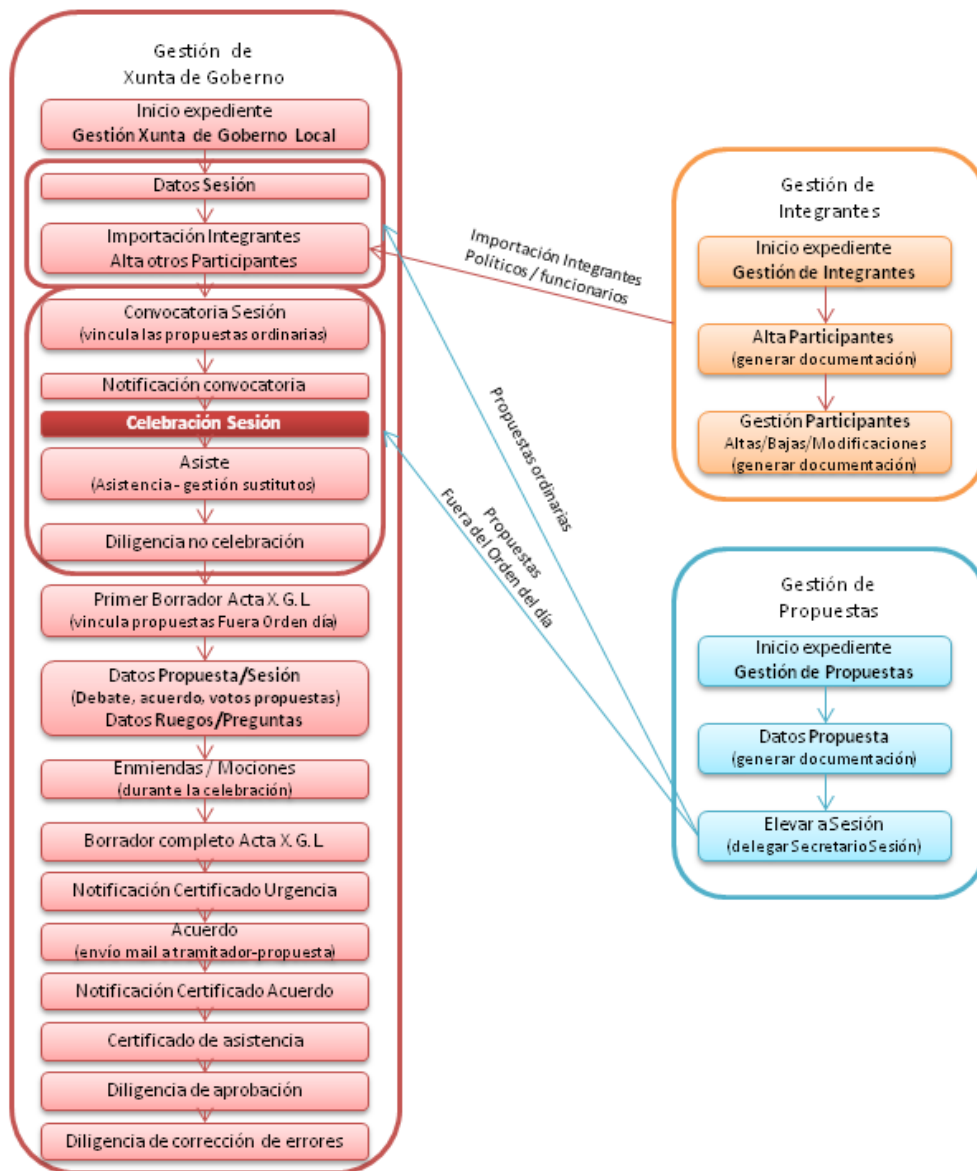 Gestión de
Xunta de Goberno
Inicio expediente
Gestión Xunta de Goberno Local
Datos Sesión
Importación Integrantes
Alta otros Participantes
Convocatoria Sesión
(vincula las propuestas ordinarias)
Notificación convocatoria
Celebración Sesión
Asiste
(Asistencia - gestión sustitutos)
Diligencia no celebración
Primer Borrador Acta X. G. L.
(vincula propuestas Fuera Orden día)
Datos Propuesta/Sesión
(Debate, acuerdo, votos propuestas)
Datos Ruegos/Preguntas
Enmiendas / Mociones
(durante la celebración)
Borrador completo Acta X. G. L.
Notificación Certificado Urgencia
Acuerdo
(envío mail a tramitador-propuesta)
Notificación Certificado Acuerdo
Certificado de asistencia
Diligencia de aprobación
Diligencia de corrección de errores
Importación Integrantes
Políticos / funcionarios
Propuestas ordinarias
Propuestas
Fuera del Orden del día
Gestión de
Integrantes
Inicio expediente
Gestión de Integrantes
Alta Participantes
(generar documentación)
Gestión Participantes
Altas/Bajas/Modificaciones
(generar documentación)
Gestión de
Propuestas
Inicio expediente
Gestión de Propuestas
Datos Propuesta
(generar documentación)
Elevar a Sesión
(delegar Secretario Sesión)